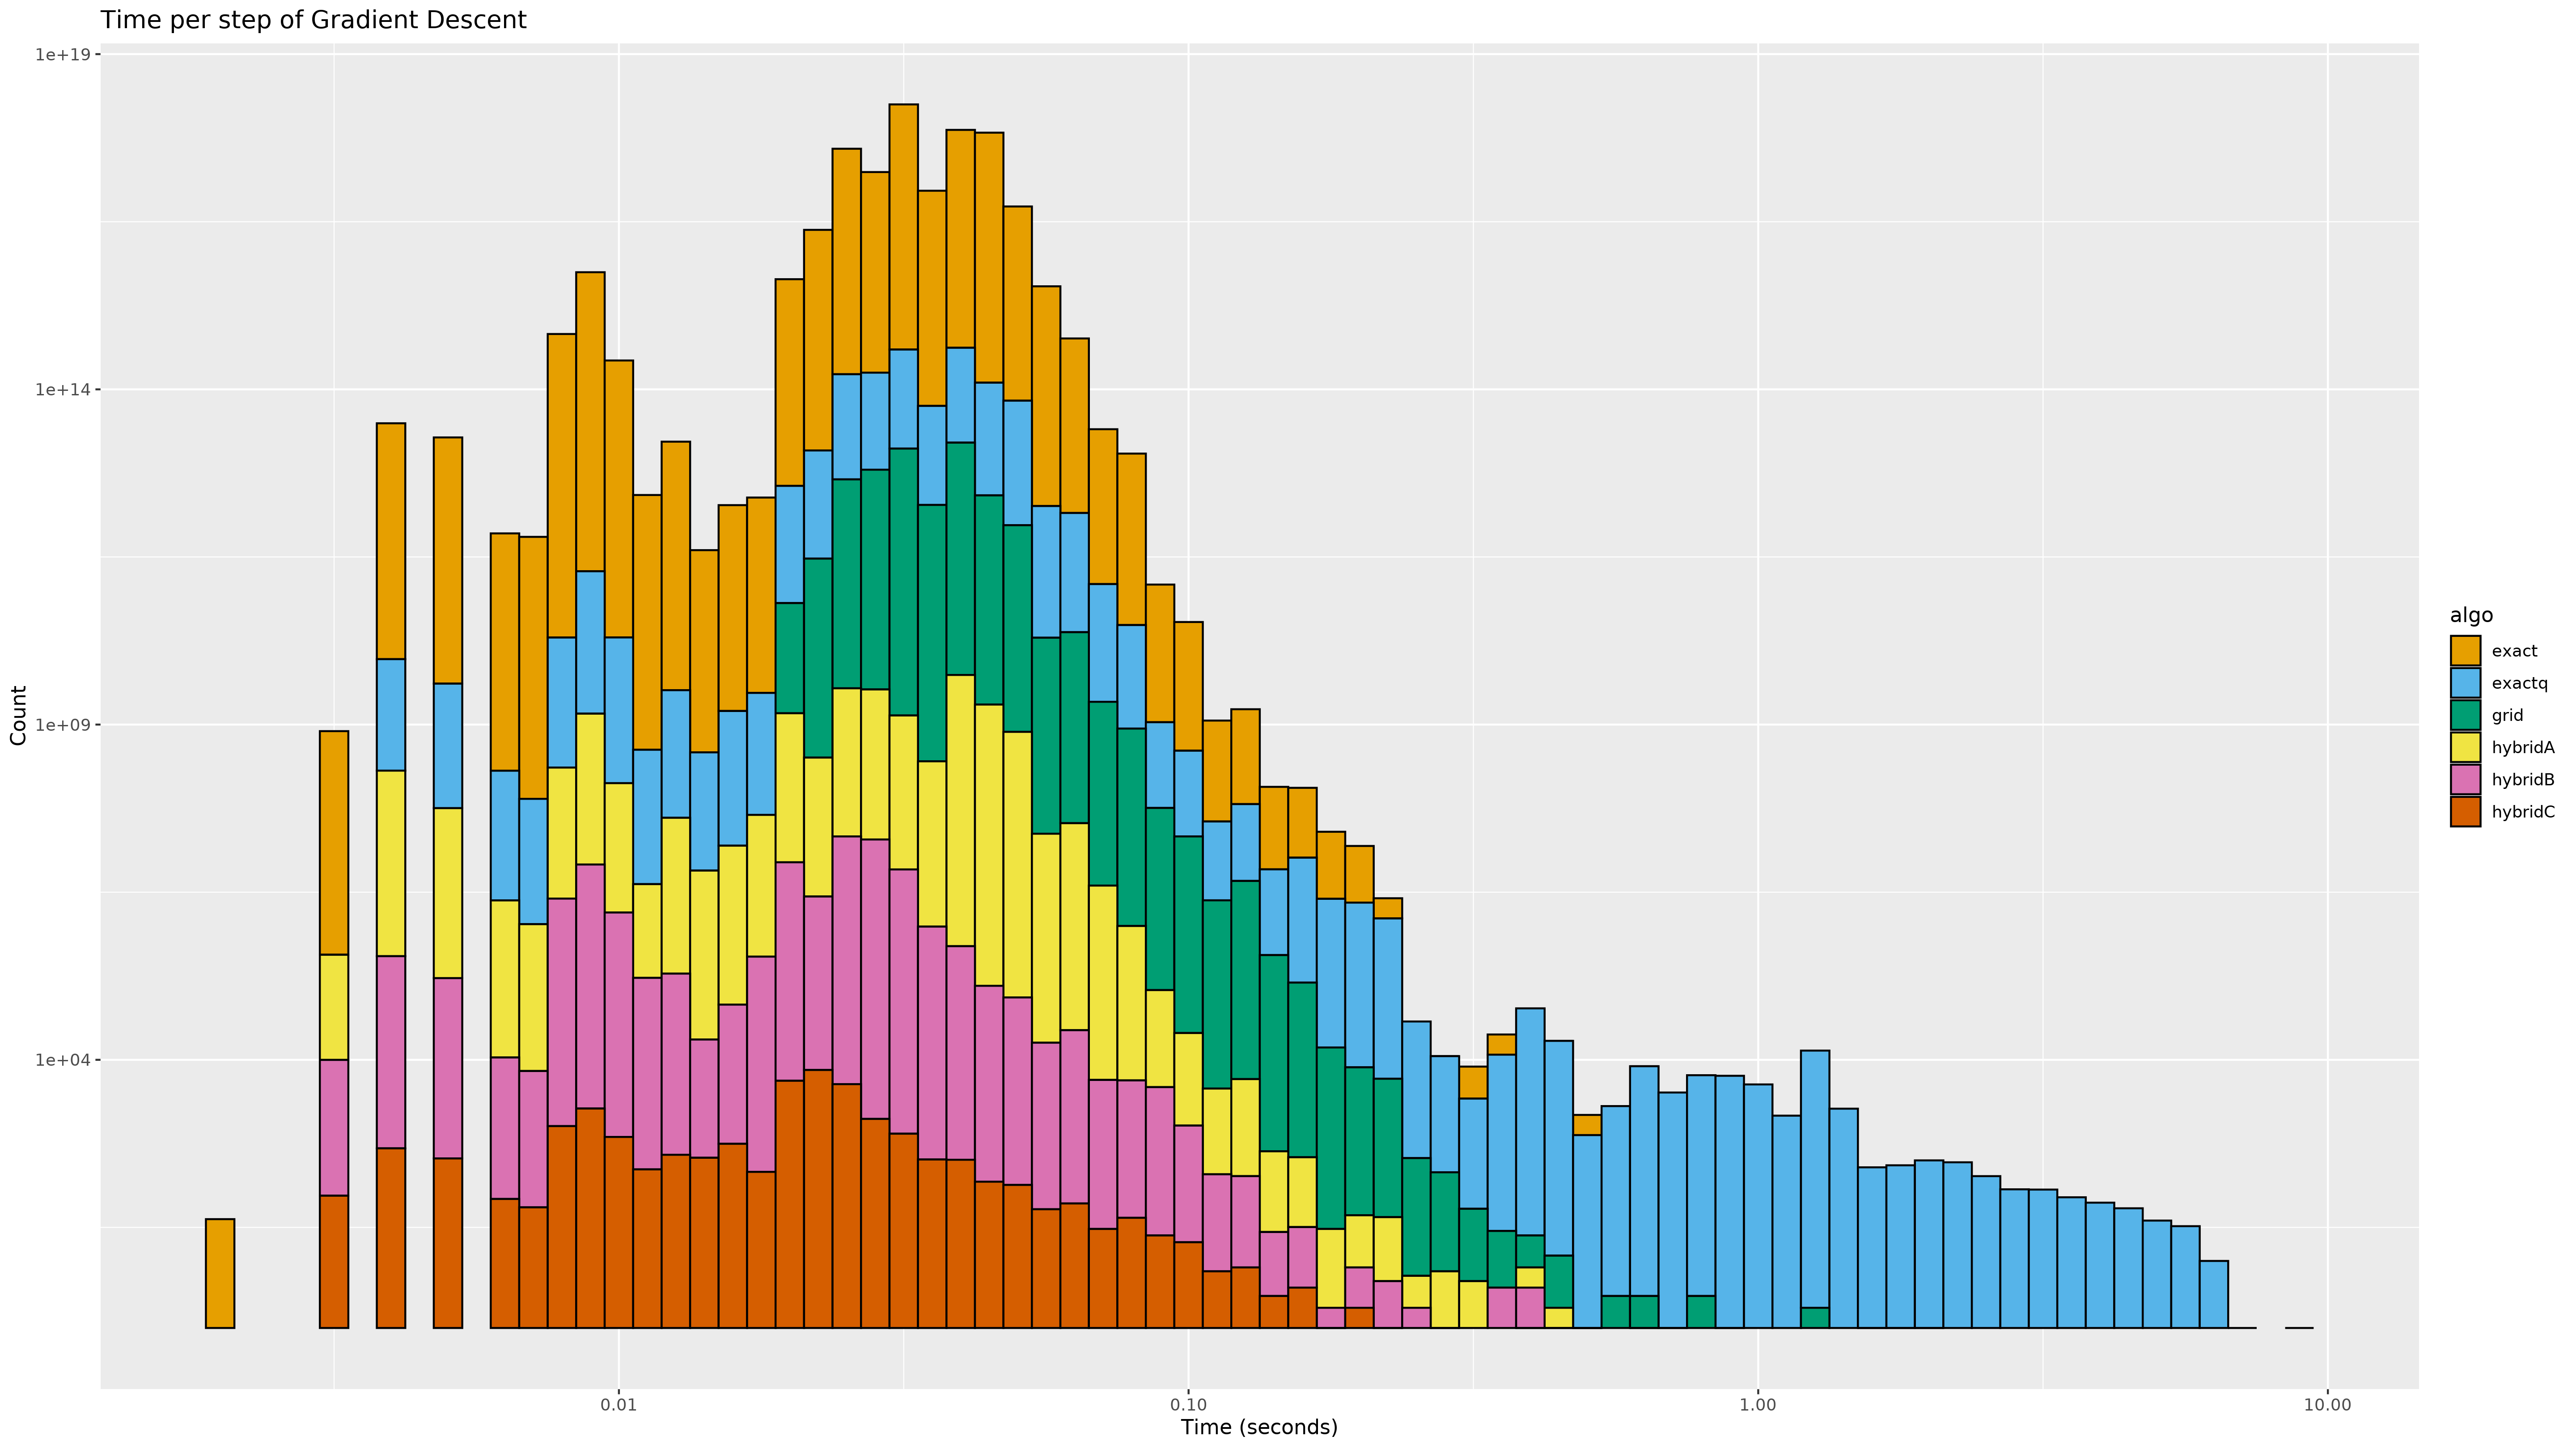 Time per step of Gradient Descent
1e+19
1e+14
1e+09
1e+04
Count
0.01
0.10
1.00
10.00
Time (seconds)
algo
exact
exactq
grid
hybridA
hybridB
hybridC